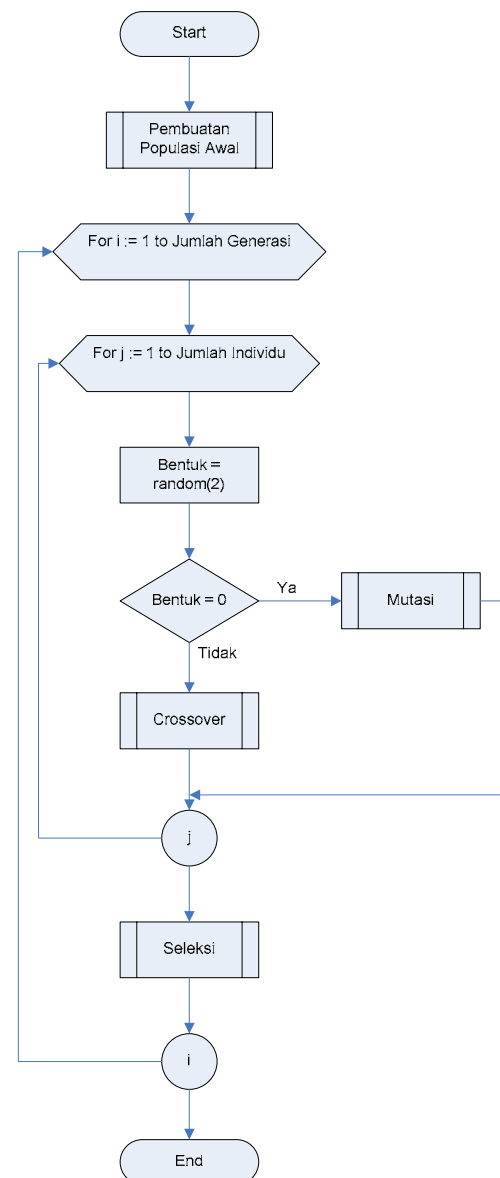 Start
Pembuatan
Populasi Awal
For i := 1 to Jumlah Generasi
For j := 1 to Jumlah Individu
Bentuk =
random(2)
Bentuk = 0
Ya
Mutasi
Tidak
Crossover
j
Seleksi
i
End